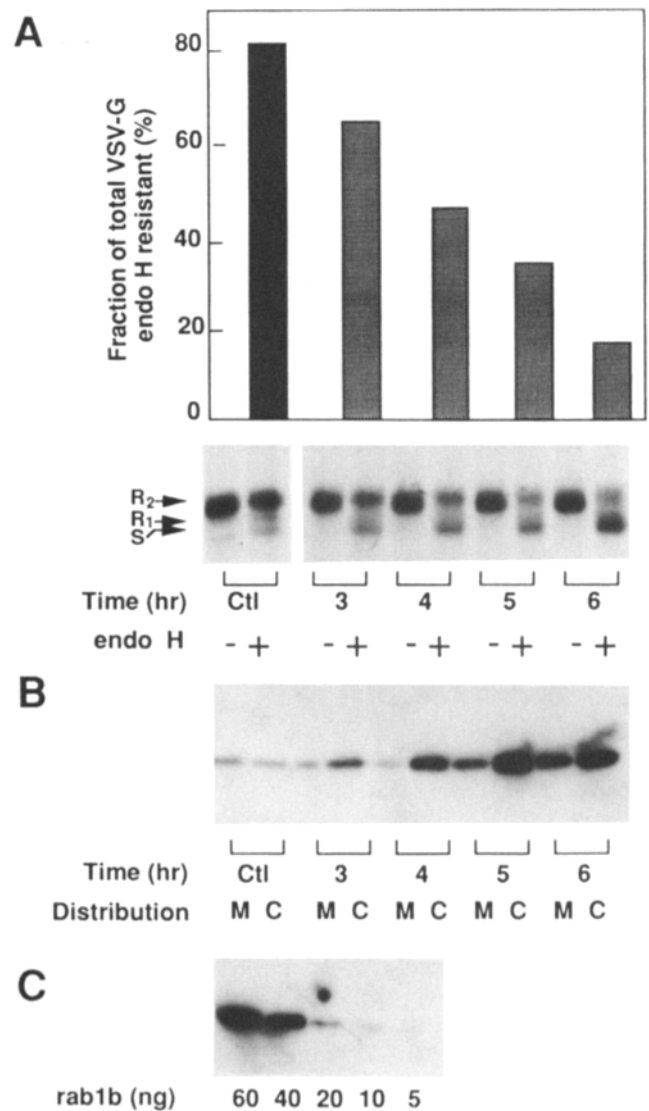 A
Fraction of total VSV-G
endo H resistant (%)
80
60
40
20
0
R2
R1
S
Time (hr) Ctl 3 4 5 6
endo H - + - + - + - + - +
B
Time (hr) Ctl 3 4 5 6
Distribution M C M C M C M C M C
C
rab1b (ng) 60 40 20 10 5